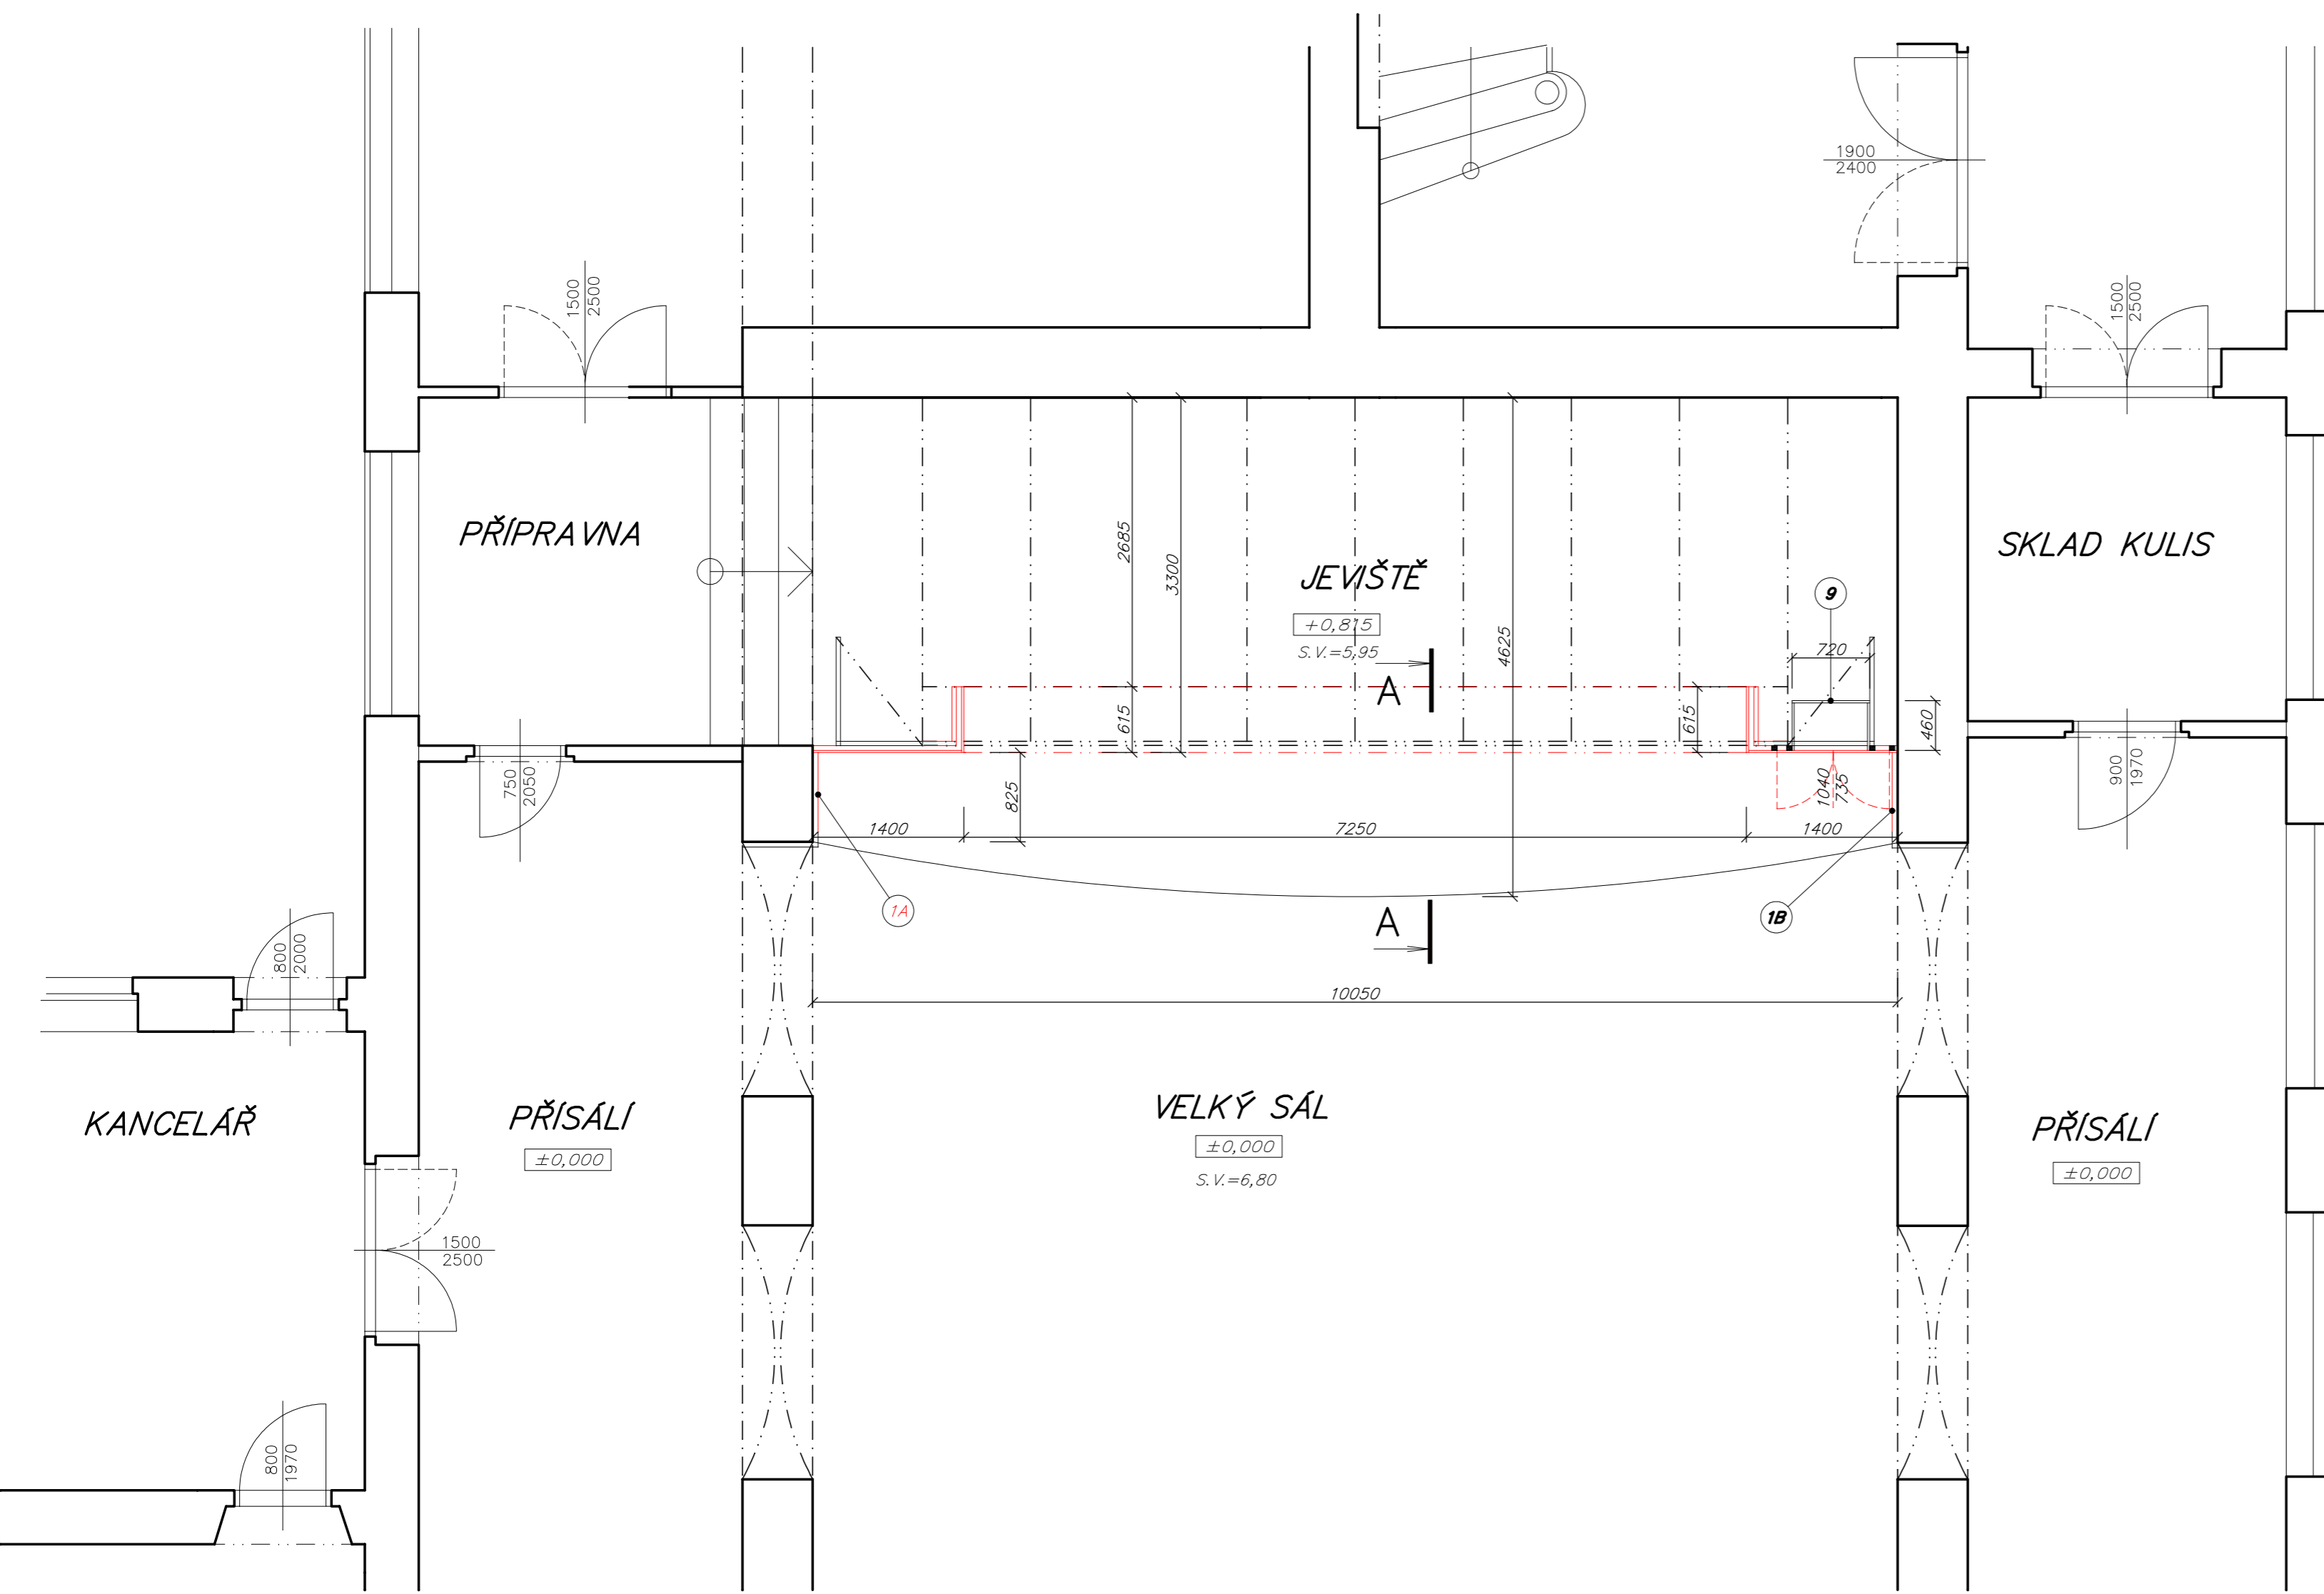 1900
2400
1500
2500
1500
2500
PŘÍPRAVNA
SKLAD KULIS
2685
3300
JEVIŠTĚ
+0,815
S.V.=5,95
4625
9
720
A
615
615
460
750
2050
825
1040
735
900
1970
1400
7250
1400
1A
A
1B
800
2000
10050
KANCELÁŘ
PŘÍSÁLÍ
±0,000
VELKÝ SÁL
±0,000
S.V.=6,80
PŘÍSÁLÍ
±0,000
1500
2500
800
1970